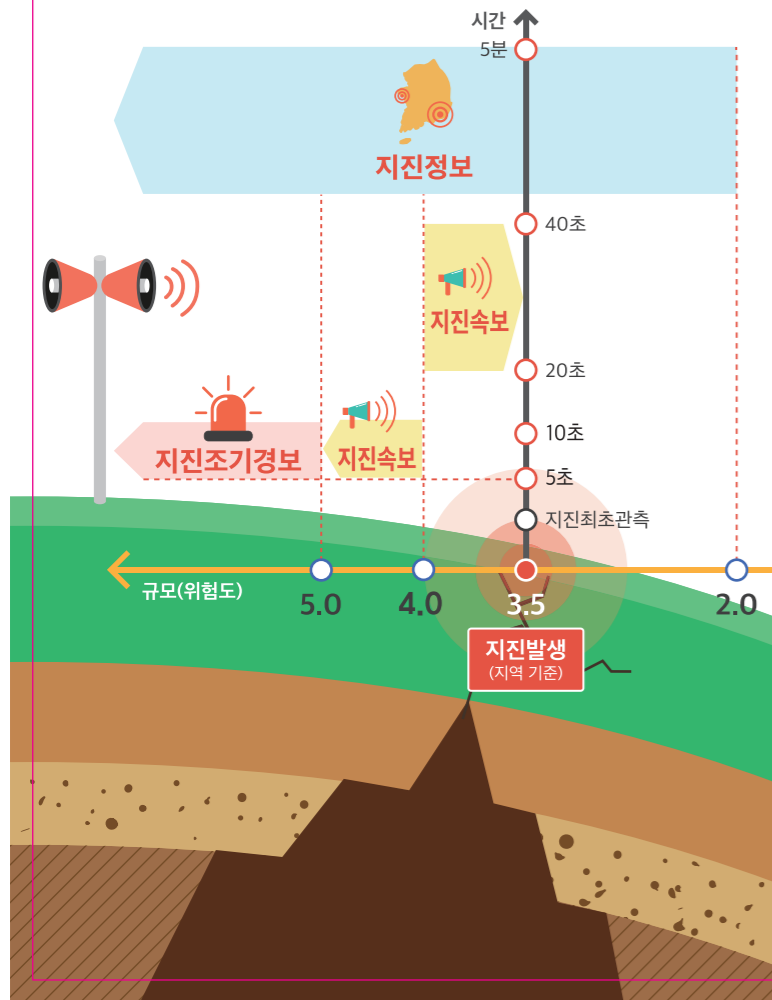 시간
5분
지진정보
40초
지진속보
20초
10초
지진조기경보
지진속보
5초
지진최초관측
규모(위험도)
5.0
4.0
3.5
2.0
지진발생
(지역 기준)